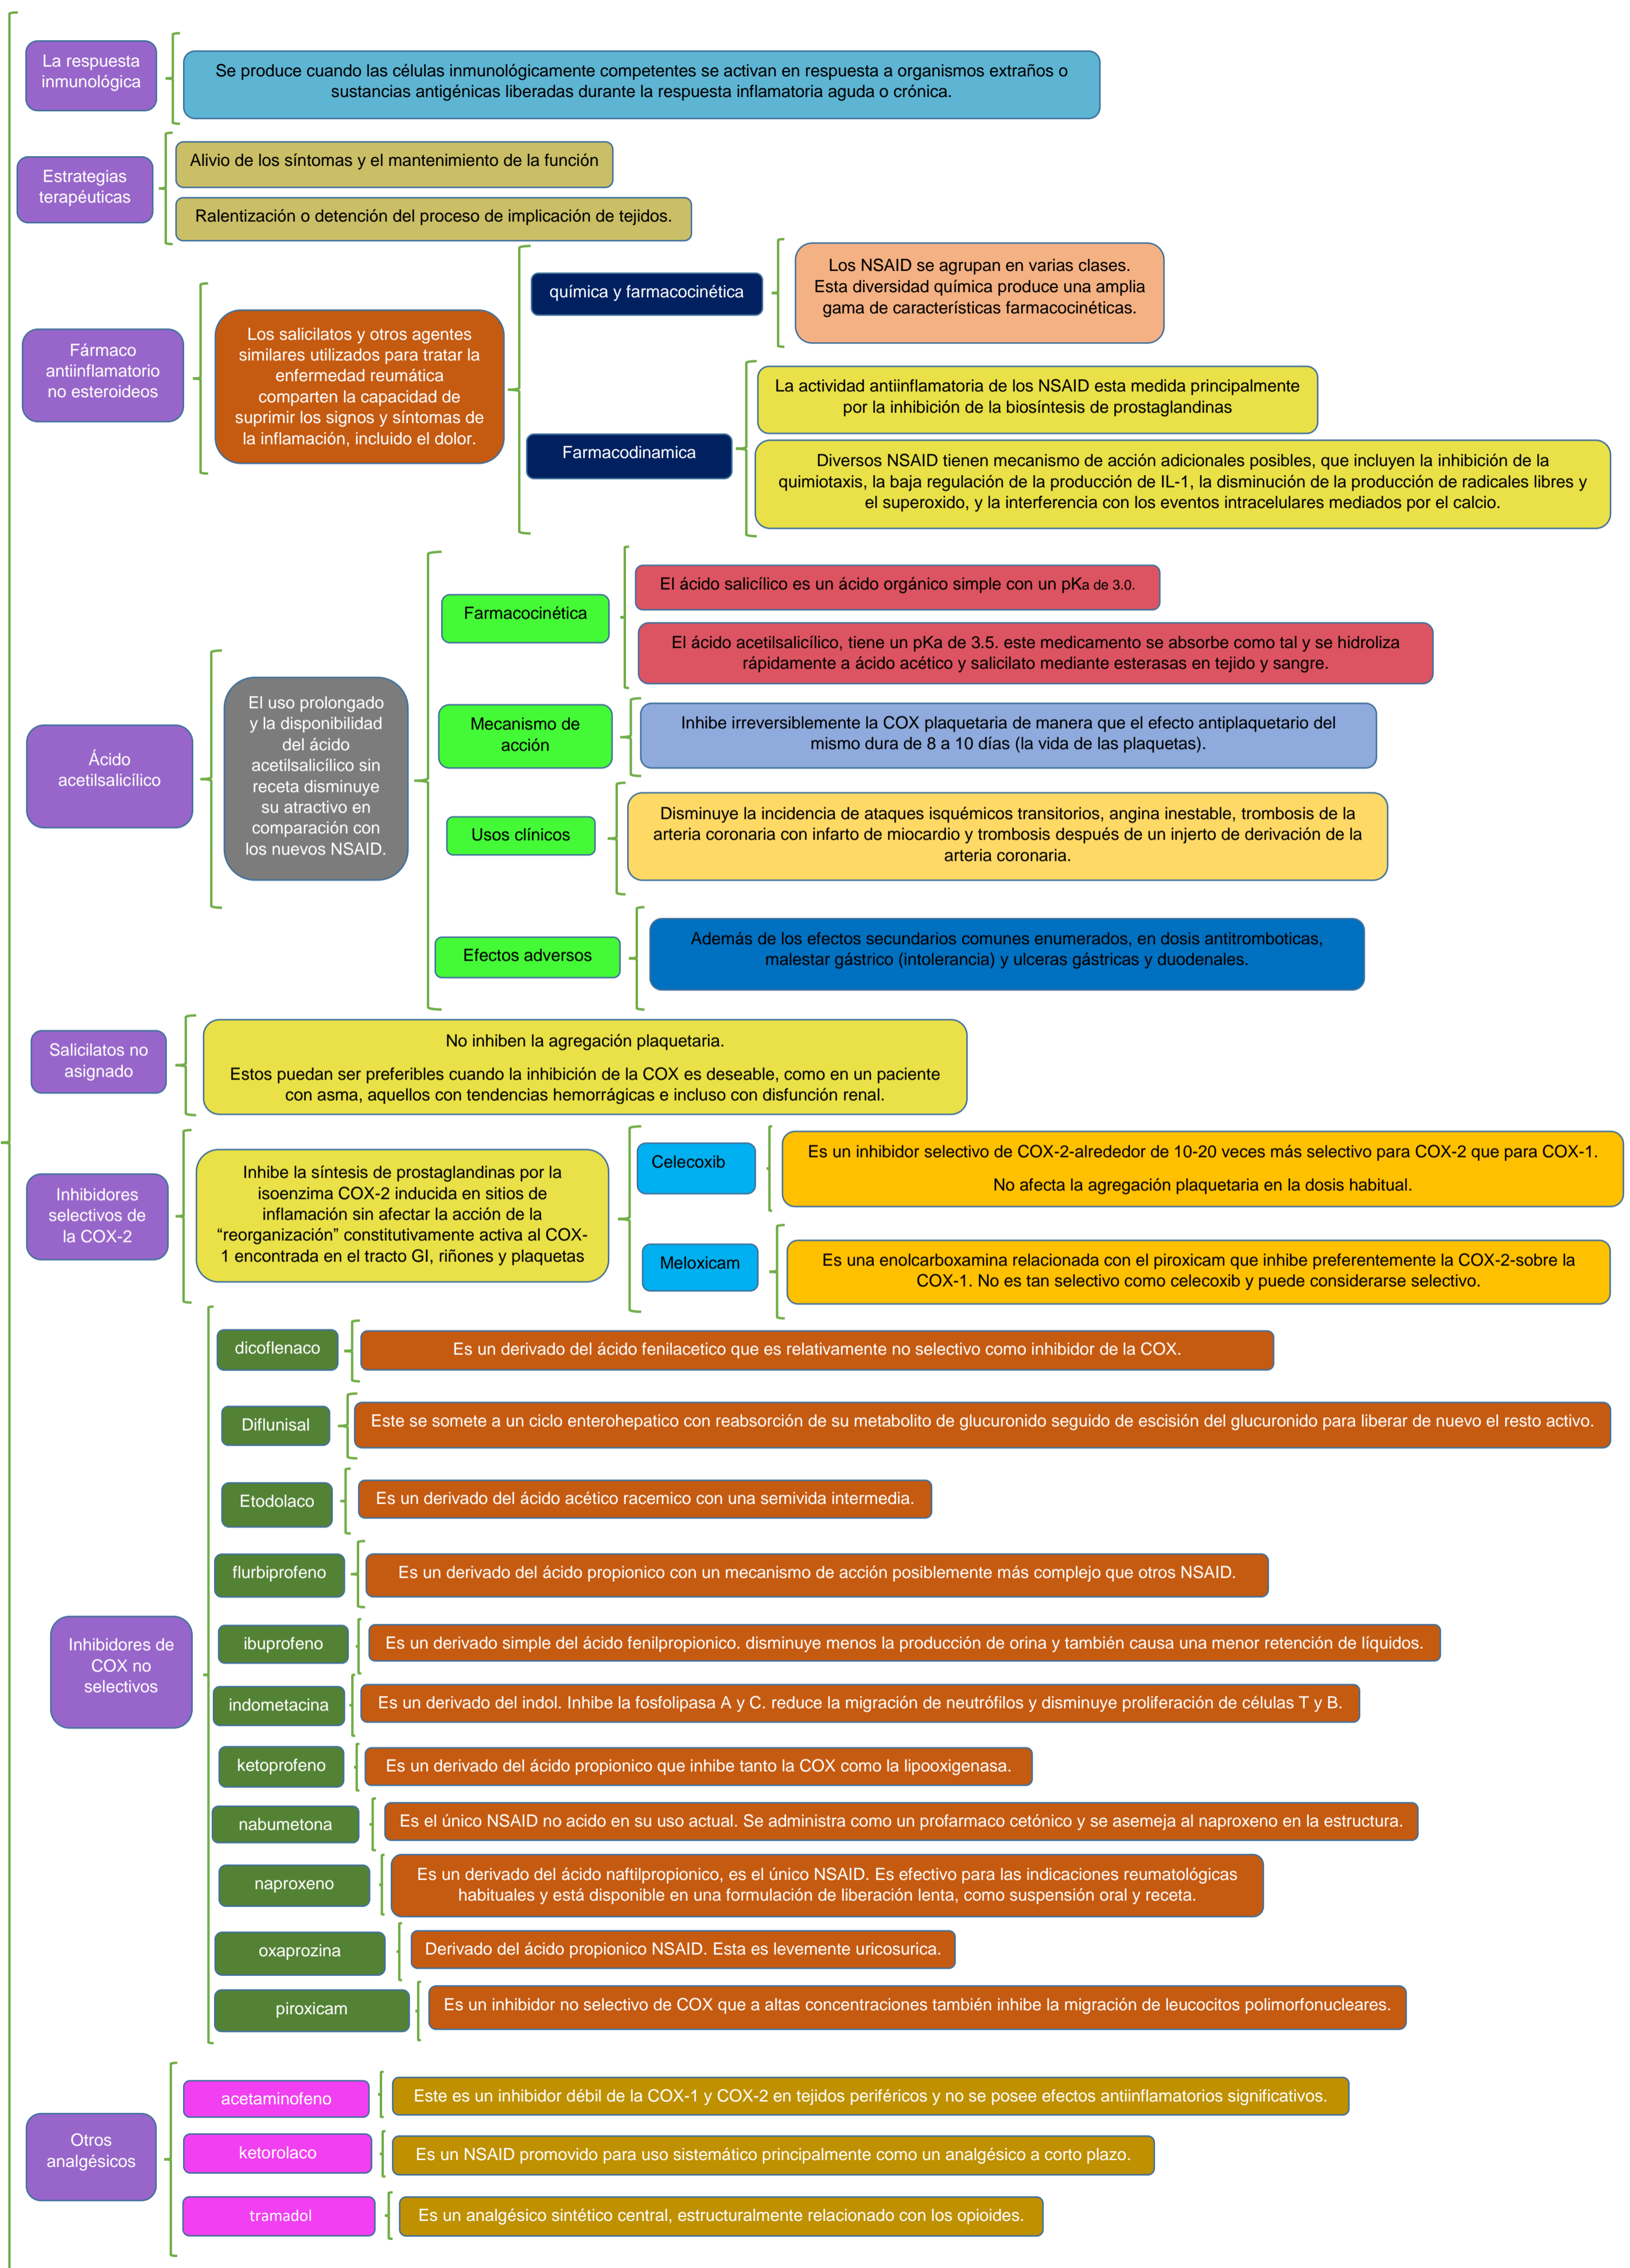 La respuesta
inmunológica
Se produce cuando las células inmunológicamente competentes se activan en respuesta a organismos extraños o
sustancias antigénicas liberadas durante la respuesta inflamatoria aguda o crónica.
Estrategias
terapéuticas
Alivio de los síntomas y el mantenimiento de la función
Ralentización o detención del proceso de implicación de tejidos.
Fármaco
antiinflamatorio
no esteroideos
Los salicilatos y otros agentes
similares utilizados para tratar la
enfermedad reumática
comparten la capacidad de
suprimir los signos y síntomas de
la inflamación, incluido el dolor.
química y farmacocinética
Los NSAID se agrupan en varias clases.
Esta diversidad química produce una amplia
gama de características farmacocinéticas.
Farmacodinamica
La actividad antiinflamatoria de los NSAID esta medida principalmente
por la inhibición de la biosíntesis de prostaglandinas
Diversos NSAID tienen mecanismo de acción adicionales posibles, que incluyen la inhibición de la
quimiotaxis, la baja regulación de la producción de IL-1, la disminución de la producción de radicales libres y
el superoxido, y la interferencia con los eventos intracelulares mediados por el calcio.
Ácido
acetilsalicílico
El uso prolongado
y la disponibilidad
del ácido
acetilsalicílico sin
receta disminuye
su atractivo en
comparación con
los nuevos NSAID.
Farmacocinética
El ácido salicílico es un ácido orgánico simple con un pKa de 3.0.
El ácido acetilsalicílico, tiene un pKa de 3.5. este medicamento se absorbe como tal y se hidroliza
rápidamente a ácido acético y salicilato mediante esterasas en tejido y sangre.
Mecanismo de
acción
Inhibe irreversiblemente la COX plaquetaria de manera que el efecto antiplaquetario del
mismo dura de 8 a 10 días (la vida de las plaquetas).
Usos clínicos
Disminuye la incidencia de ataques isquémicos transitorios, angina inestable, trombosis de la
arteria coronaria con infarto de miocardio y trombosis después de un injerto de derivación de la
arteria coronaria.
Efectos adversos
Además de los efectos secundarios comunes enumerados, en dosis antitromboticas,
malestar gástrico (intolerancia) y ulceras gástricas y duodenales.
Salicilatos no
asignado
No inhiben la agregación plaquetaria.
Estos puedan ser preferibles cuando la inhibición de la COX es deseable, como en un paciente
con asma, aquellos con tendencias hemorrágicas e incluso con disfunción renal.
Inhibidores
selectivos de
la COX-2
Inhibe la síntesis de prostaglandinas por la
isoenzima COX-2 inducida en sitios de
inflamación sin afectar la acción de la
“reorganización” constitutivamente activa al COX-
1 encontrada en el tracto GI, riñones y plaquetas
Celecoxib
Es un inhibidor selectivo de COX-2-alrededor de 10-20 veces más selectivo para COX-2 que para COX-1.
No afecta la agregación plaquetaria en la dosis habitual.
Meloxicam
Es una enolcarboxamina relacionada con el piroxicam que inhibe preferentemente la COX-2-sobre la
COX-1. No es tan selectivo como celecoxib y puede considerarse selectivo.
Inhibidores de
COX no
selectivos
dicoflenaco
Es un derivado del ácido fenilacetico que es relativamente no selectivo como inhibidor de la COX.
Diflunisal
Este se somete a un ciclo enterohepatico con reabsorción de su metabolito de glucuronido seguido de escisión del glucuronido para liberar de nuevo el resto activo.
Etodolaco
Es un derivado del ácido acético racemico con una semivida intermedia.
flurbiprofeno
Es un derivado del ácido propionico con un mecanismo de acción posiblemente más complejo que otros NSAID.
ibuprofeno
Es un derivado simple del ácido fenilpropionico. disminuye menos la producción de orina y también causa una menor retención de líquidos.
indometacina
Es un derivado del indol. Inhibe la fosfolipasa A y C. reduce la migración de neutrófilos y disminuye proliferación de células T y B.
ketoprofeno
Es un derivado del ácido propionico que inhibe tanto la COX como la lipooxigenasa.
nabumetona
Es el único NSAID no acido en su uso actual. Se administra como un profarmaco cetónico y se asemeja al naproxeno en la estructura.
naproxeno
Es un derivado del ácido naftilpropionico, es el único NSAID. Es efectivo para las indicaciones reumatológicas
habituales y está disponible en una formulación de liberación lenta, como suspensión oral y receta.
oxaprozina
Derivado del ácido propionico NSAID. Esta es levemente uricosurica.
piroxicam
Es un inhibidor no selectivo de COX que a altas concentraciones también inhibe la migración de leucocitos polimorfonucleares.
Otros
analgésicos
acetaminofeno
Este es un inhibidor débil de la COX-1 y COX-2 en tejidos periféricos y no se posee efectos antiinflamatorios significativos.
ketorolaco
Es un NSAID promovido para uso sistemático principalmente como un analgésico a corto plazo.
tramadol
Es un analgésico sintético central, estructuralmente relacionado con los opioides.